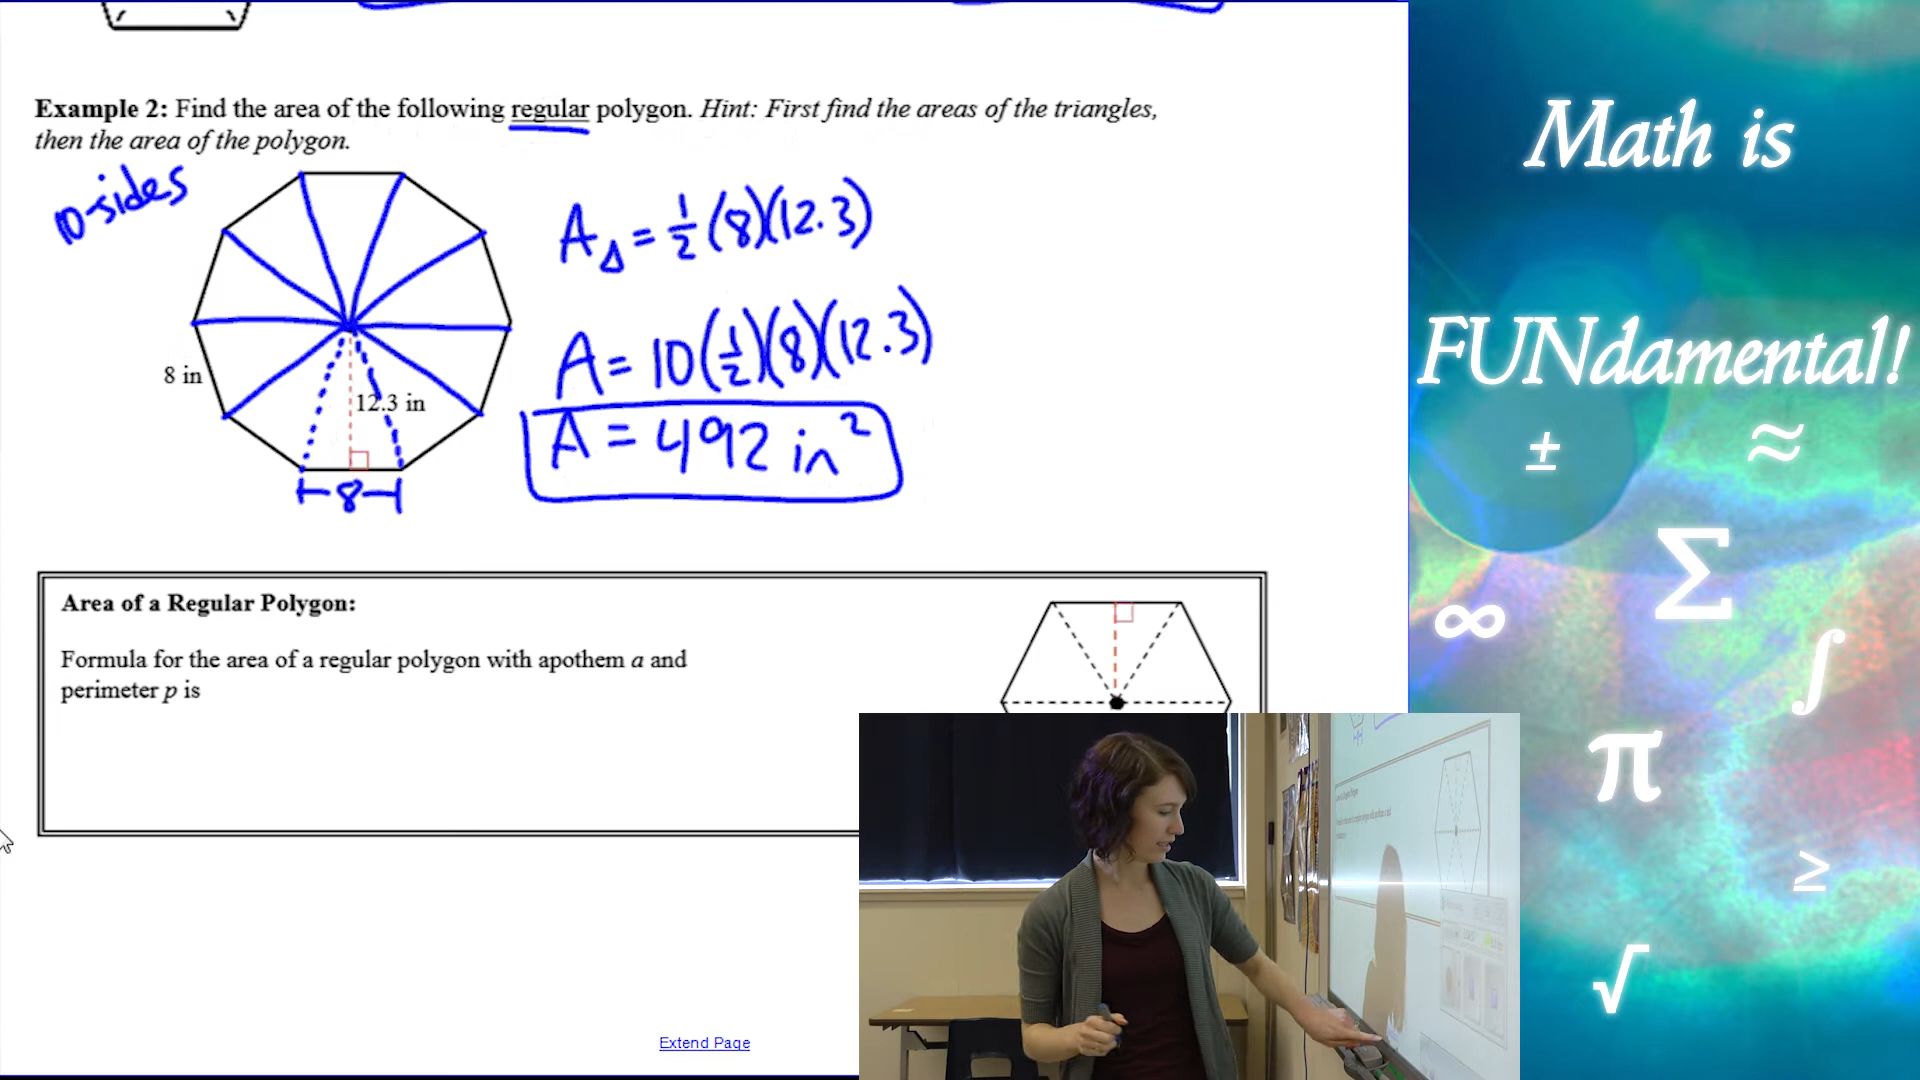 Example 2: Find the area of the following regular polygon. Hint: First find the areas of the triangles,
then the area of the polygon.
10-sides
8 in
12.3 in
8
A△ = 1/2 (8)(12.3)
A = 10(1/2)(8)(12.3)
A = 492 in²
Area of a Regular Polygon:
Formula for the area of a regular polygon with apothem a and
perimeter p is
Extend Page
Math is
FUNdamental!
± ≈
∞ Σ ∫
π
≥
√